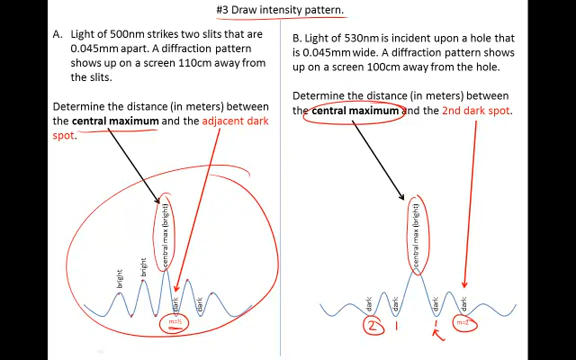 #3 Draw intensity pattern.
A. Light of 500nm strikes two slits that are
0.045mm apart. A diffraction pattern
shows up on a screen 110cm away from
the slits.
Determine the distance (in meters) between
the central maximum and the adjacent dark
spot.
central max (bright)
bright
bright
dark
dark
m=½
B. Light of 530nm is incident upon a hole that
is 0.045mm wide. A diffraction pattern shows
up on a screen 100cm away from the hole.
Determine the distance (in meters) between
the central maximum and the 2nd dark spot.
central max (bright)
dark
dark
dark
dark
2
1
1
m=2